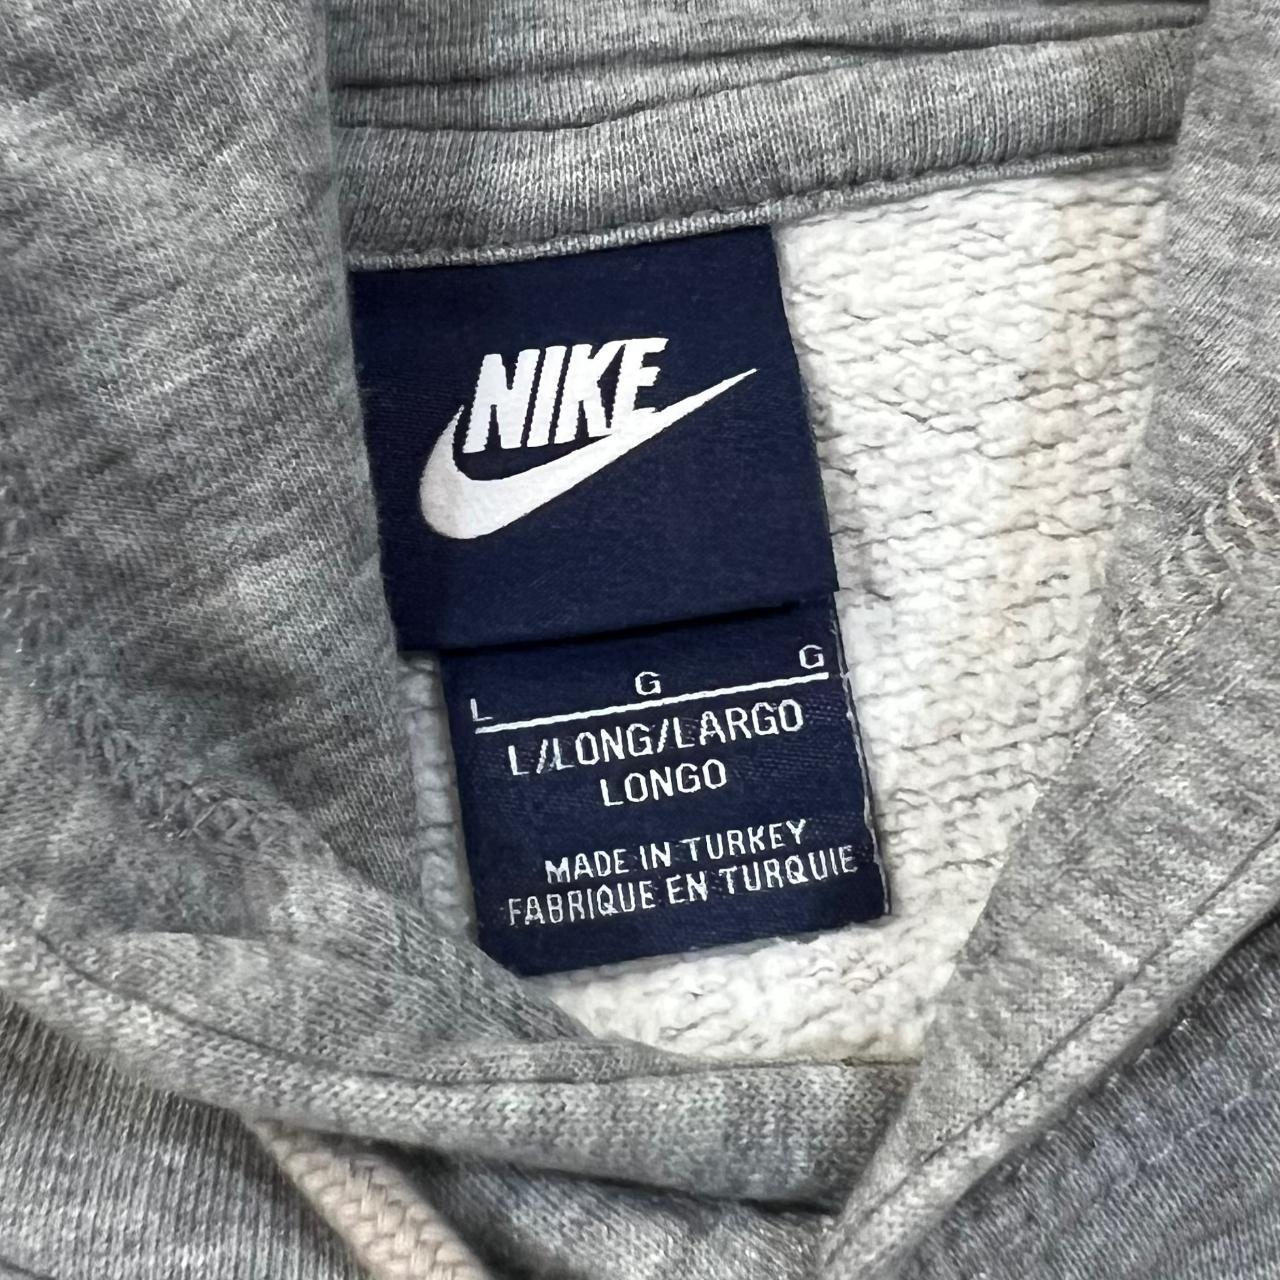 NIKE
L G G
L/LONG/LARGO
LONGO
MADE IN TURKEY
FABRIQUE EN TURQUIE